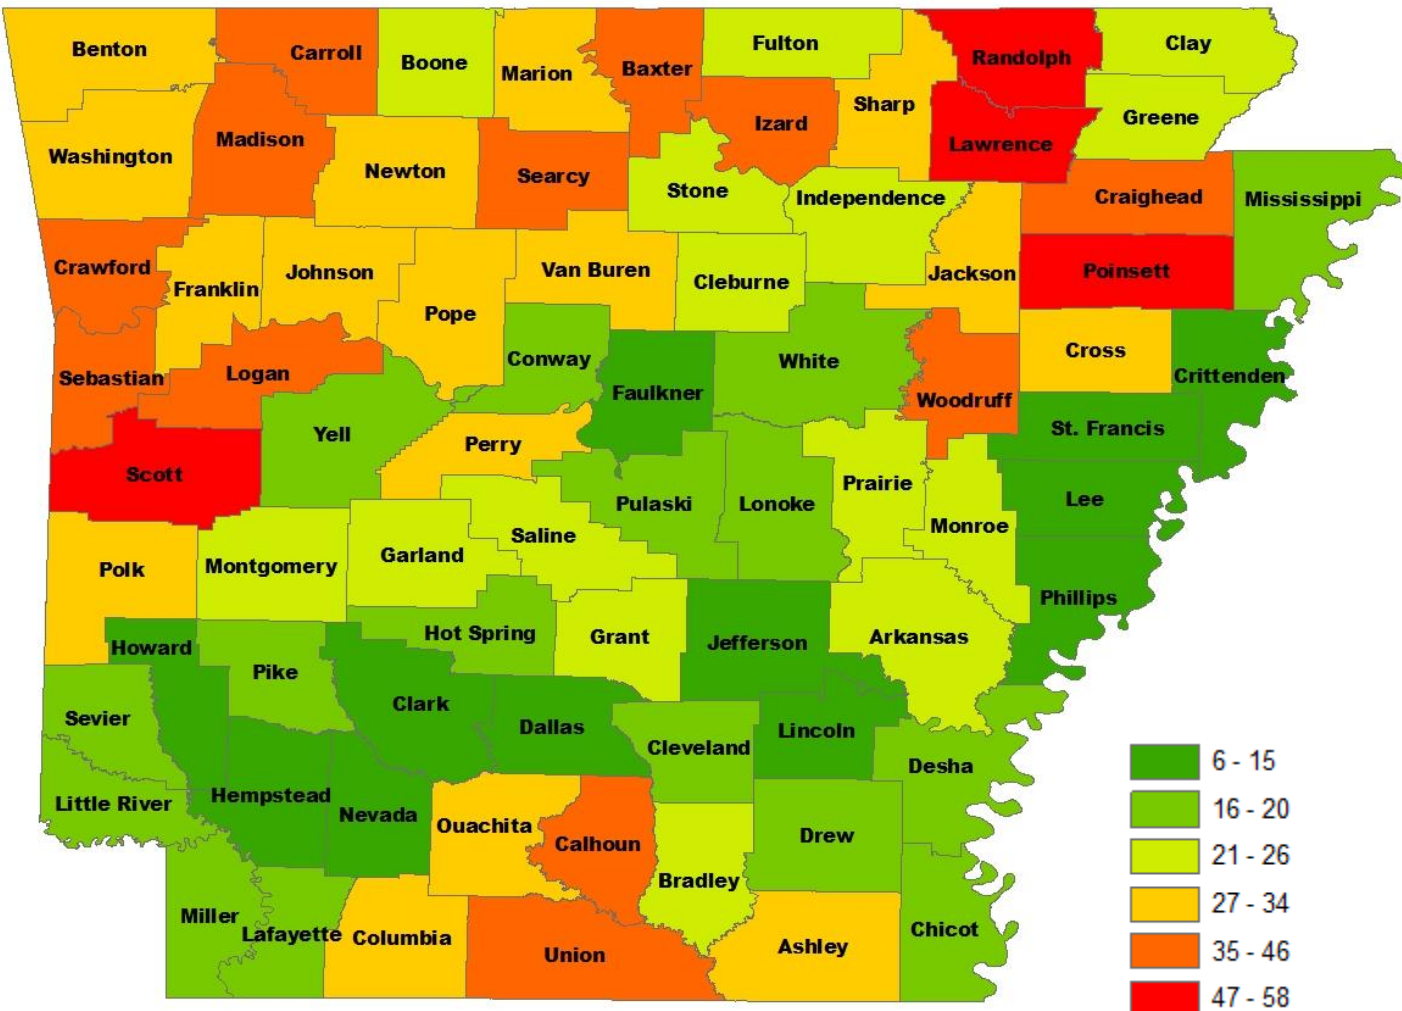 Benton
Carroll
Boone
Marion
Baxter
Fulton
Randolph
Clay
Washington
Madison
Newton
Searcy
Izard
Sharp
Lawrence
Greene
Stone
Independence
Craighead
Mississippi
Crawford
Franklin
Johnson
Pope
Van Buren
Cleburne
Jackson
Poinsett
Sebastian
Logan
Conway
Faulkner
White
Woodruff
Cross
Crittenden
Scott
Yell
Perry
Pulaski
Lonoke
Prairie
Monroe
St. Francis
Lee
Polk
Montgomery
Garland
Saline
Phillips
Howard
Pike
Hot Spring
Grant
Jefferson
Arkansas
Sevier
Clark
Dallas
Cleveland
Lincoln
Desha
Little River
Hempstead
Nevada
Ouachita
Calhoun
Bradley
Drew
Miller
Lafayette
Columbia
Union
Ashley
Chicot
6 - 15
16 - 20
21 - 26
27 - 34
35 - 46
47 - 58